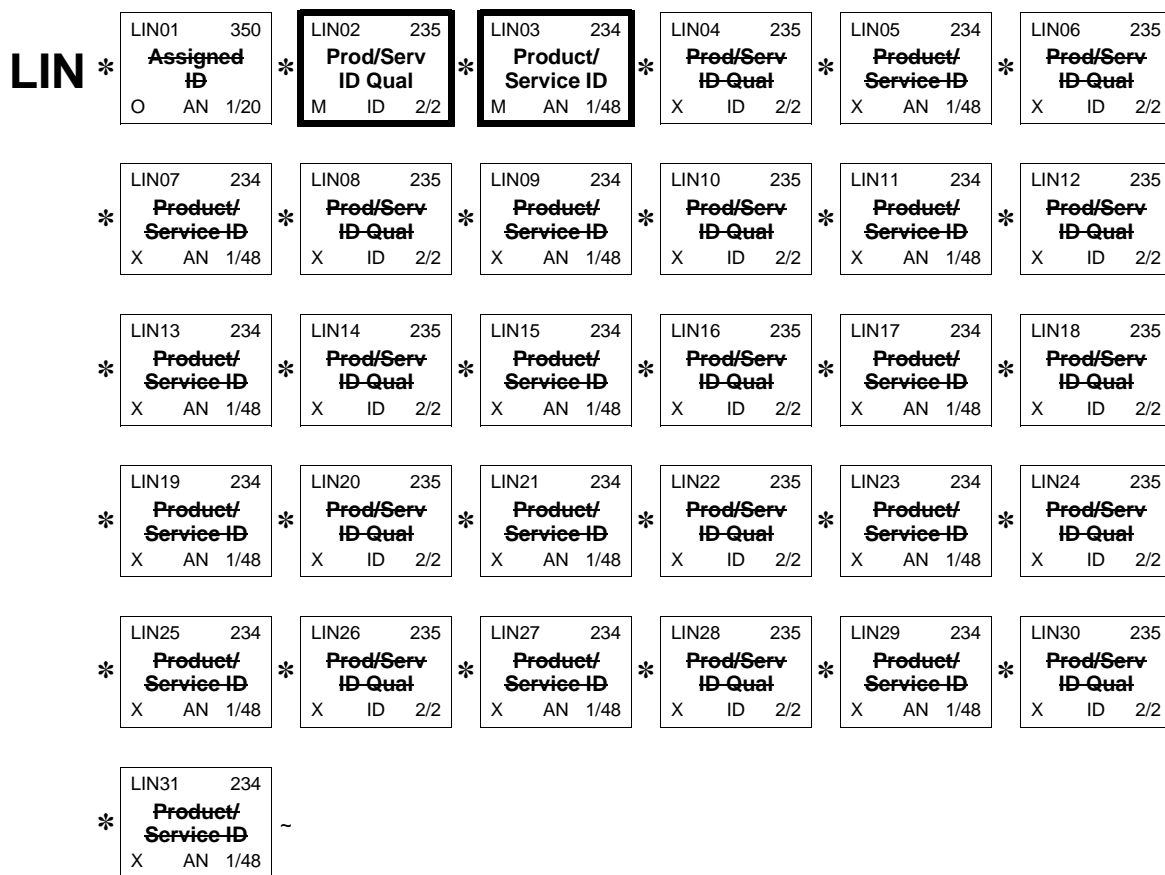 LIN01 350 LIN02 235 LIN03 234 LIN04 235 LIN05 234 LIN06 235
LIN * Assigned * Prod/Serv * Product/ * Prod/Serv * Product/ * Prod/Serv
ID ID Qual Service ID ID Qual Service ID ID Qual
O AN 1/20 M ID 2/2 M AN 1/48 X ID 2/2 X AN 1/48 X ID 2/2
LIN07 234 LIN08 235 LIN09 234 LIN10 235 LIN11 234 LIN12 235
* Product/ * Prod/Serv * Product/ * Prod/Serv * Product/ * Prod/Serv
Service ID ID Qual Service ID ID Qual Service ID ID Qual
X AN 1/48 X ID 2/2 X AN 1/48 X ID 2/2 X AN 1/48 X ID 2/2
LIN13 234 LIN14 235 LIN15 234 LIN16 235 LIN17 234 LIN18 235
* Product/ * Prod/Serv * Product/ * Prod/Serv * Product/ * Prod/Serv
Service ID ID Qual Service ID ID Qual Service ID ID Qual
X AN 1/48 X ID 2/2 X AN 1/48 X ID 2/2 X AN 1/48 X ID 2/2
LIN19 234 LIN20 235 LIN21 234 LIN22 235 LIN23 234 LIN24 235
* Product/ * Prod/Serv * Product/ * Prod/Serv * Product/ * Prod/Serv
Service ID ID Qual Service ID ID Qual Service ID ID Qual
X AN 1/48 X ID 2/2 X AN 1/48 X ID 2/2 X AN 1/48 X ID 2/2
LIN25 234 LIN26 235 LIN27 234 LIN28 235 LIN29 234 LIN30 235
* Product/ * Prod/Serv * Product/ * Prod/Serv * Product/ * Prod/Serv
Service ID ID Qual Service ID ID Qual Service ID ID Qual
X AN 1/48 X ID 2/2 X AN 1/48 X ID 2/2 X AN 1/48 X ID 2/2
LIN31 234
* Product/ ~
Service ID
X AN 1/48